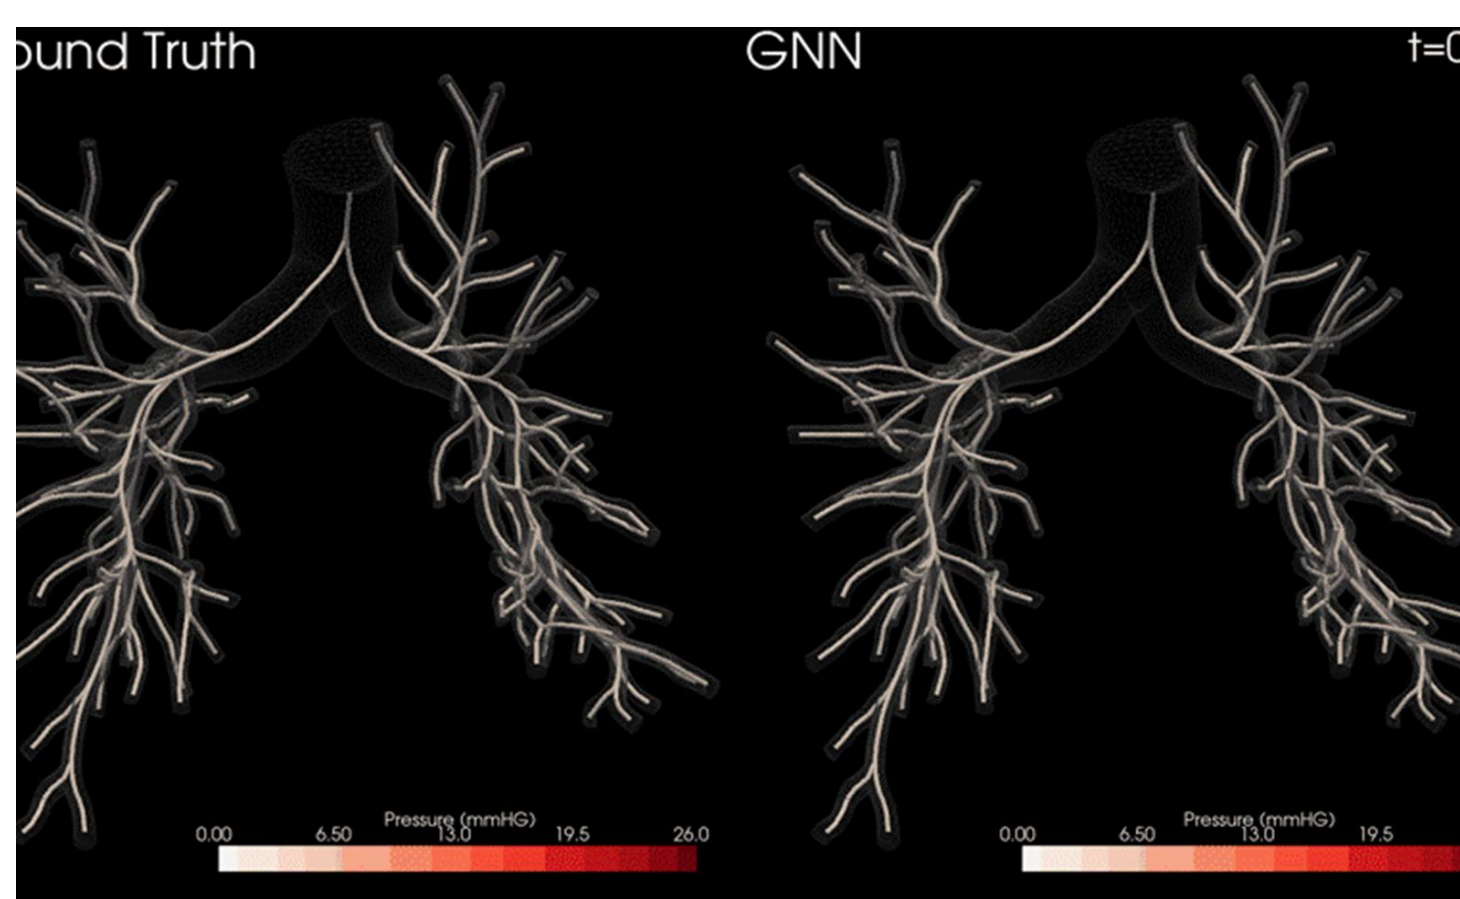 ound Truth
GNN
t=0
Pressure (mmHG)
0.00 6.50 13.0 19.5 26.0
Pressure (mmHG)
0.00 6.50 13.0 19.5